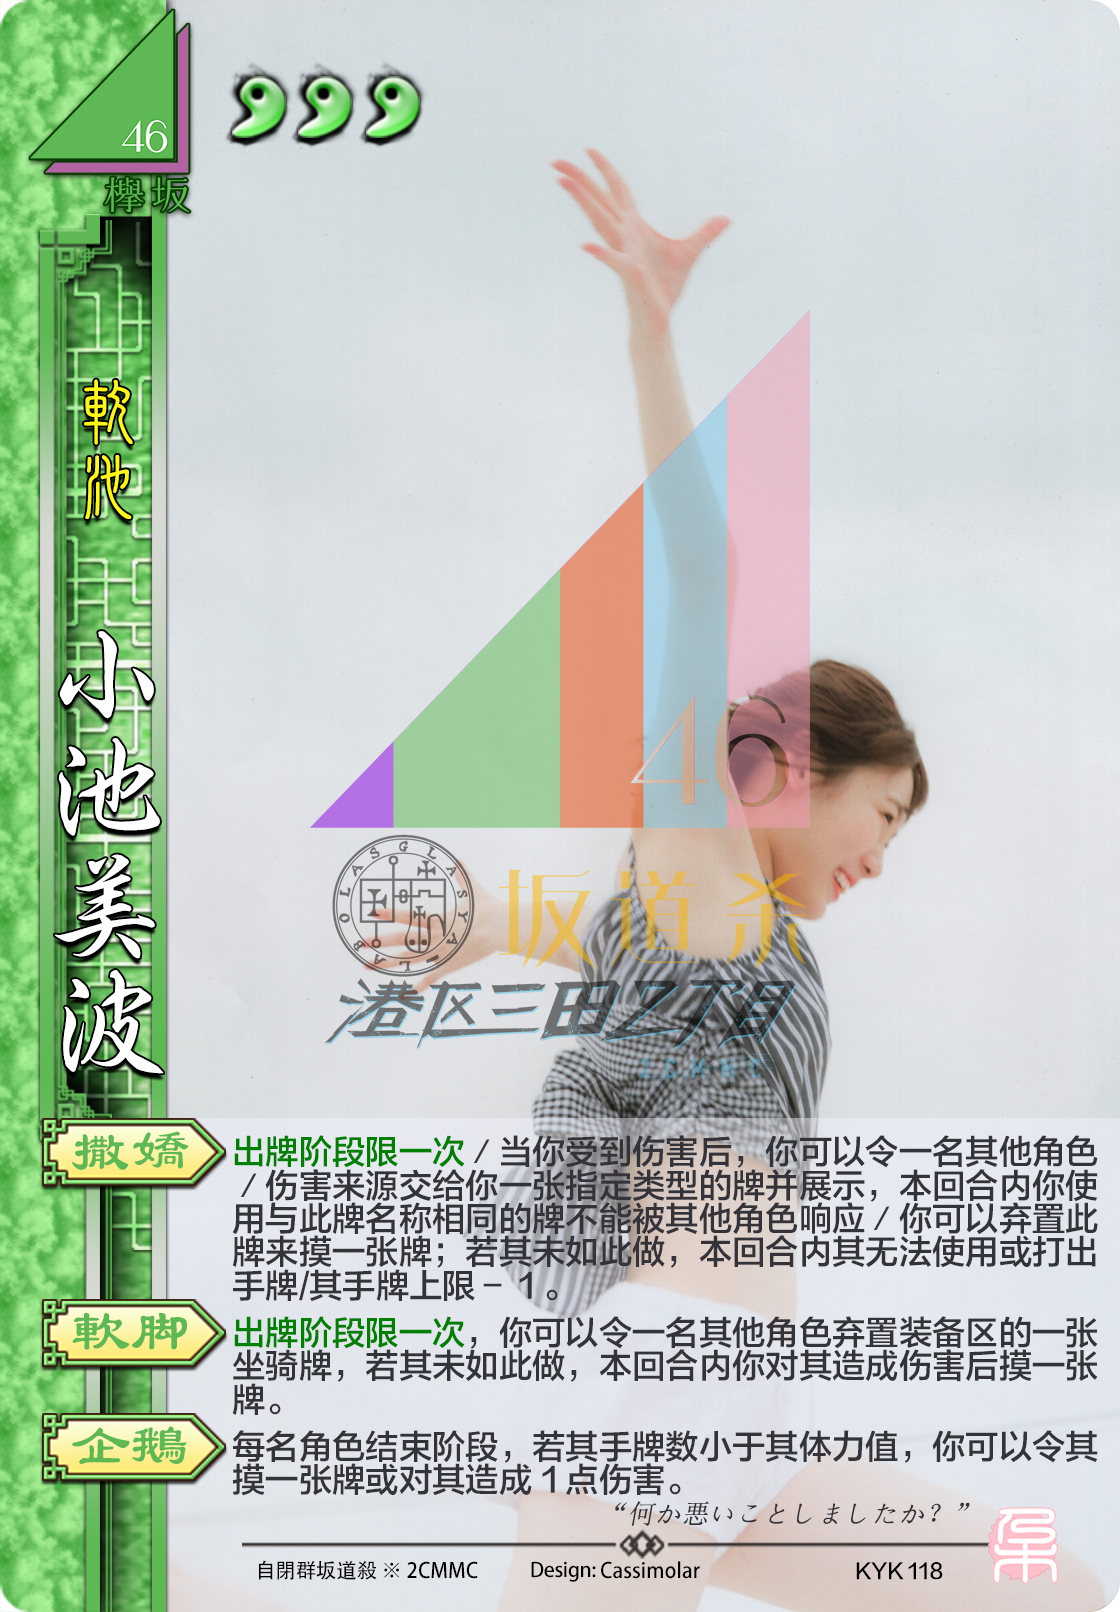 46
欅坂
軟池
小池美波
46
GLASYALABOLAS
坂道杀
港区三田2丁目
2CMMC
撒嬌
出牌阶段限一次 / 当你受到伤害后，你可以令一名其他角色
/ 伤害来源交给你一张指定类型的牌并展示，本回合内你使
用与此牌名称相同的牌不能被其他角色响应 / 你可以弃置此
牌来摸一张牌；若其未如此做，本回合内其无法使用或打出
手牌/其手牌上限－1 。
軟脚
出牌阶段限一次，你可以令一名其他角色弃置装备区的一张
坐骑牌，若其未如此做，本回合内你对其造成伤害后摸一张
牌。
企鵝
每名角色结束阶段，若其手牌数小于其体力值，你可以令其
摸一张牌或对其造成 1点伤害。
“何か悪いことしましたか？”
自閉群坂道殺 ※ 2CMMC
Design: Cassimolar
KYK 118